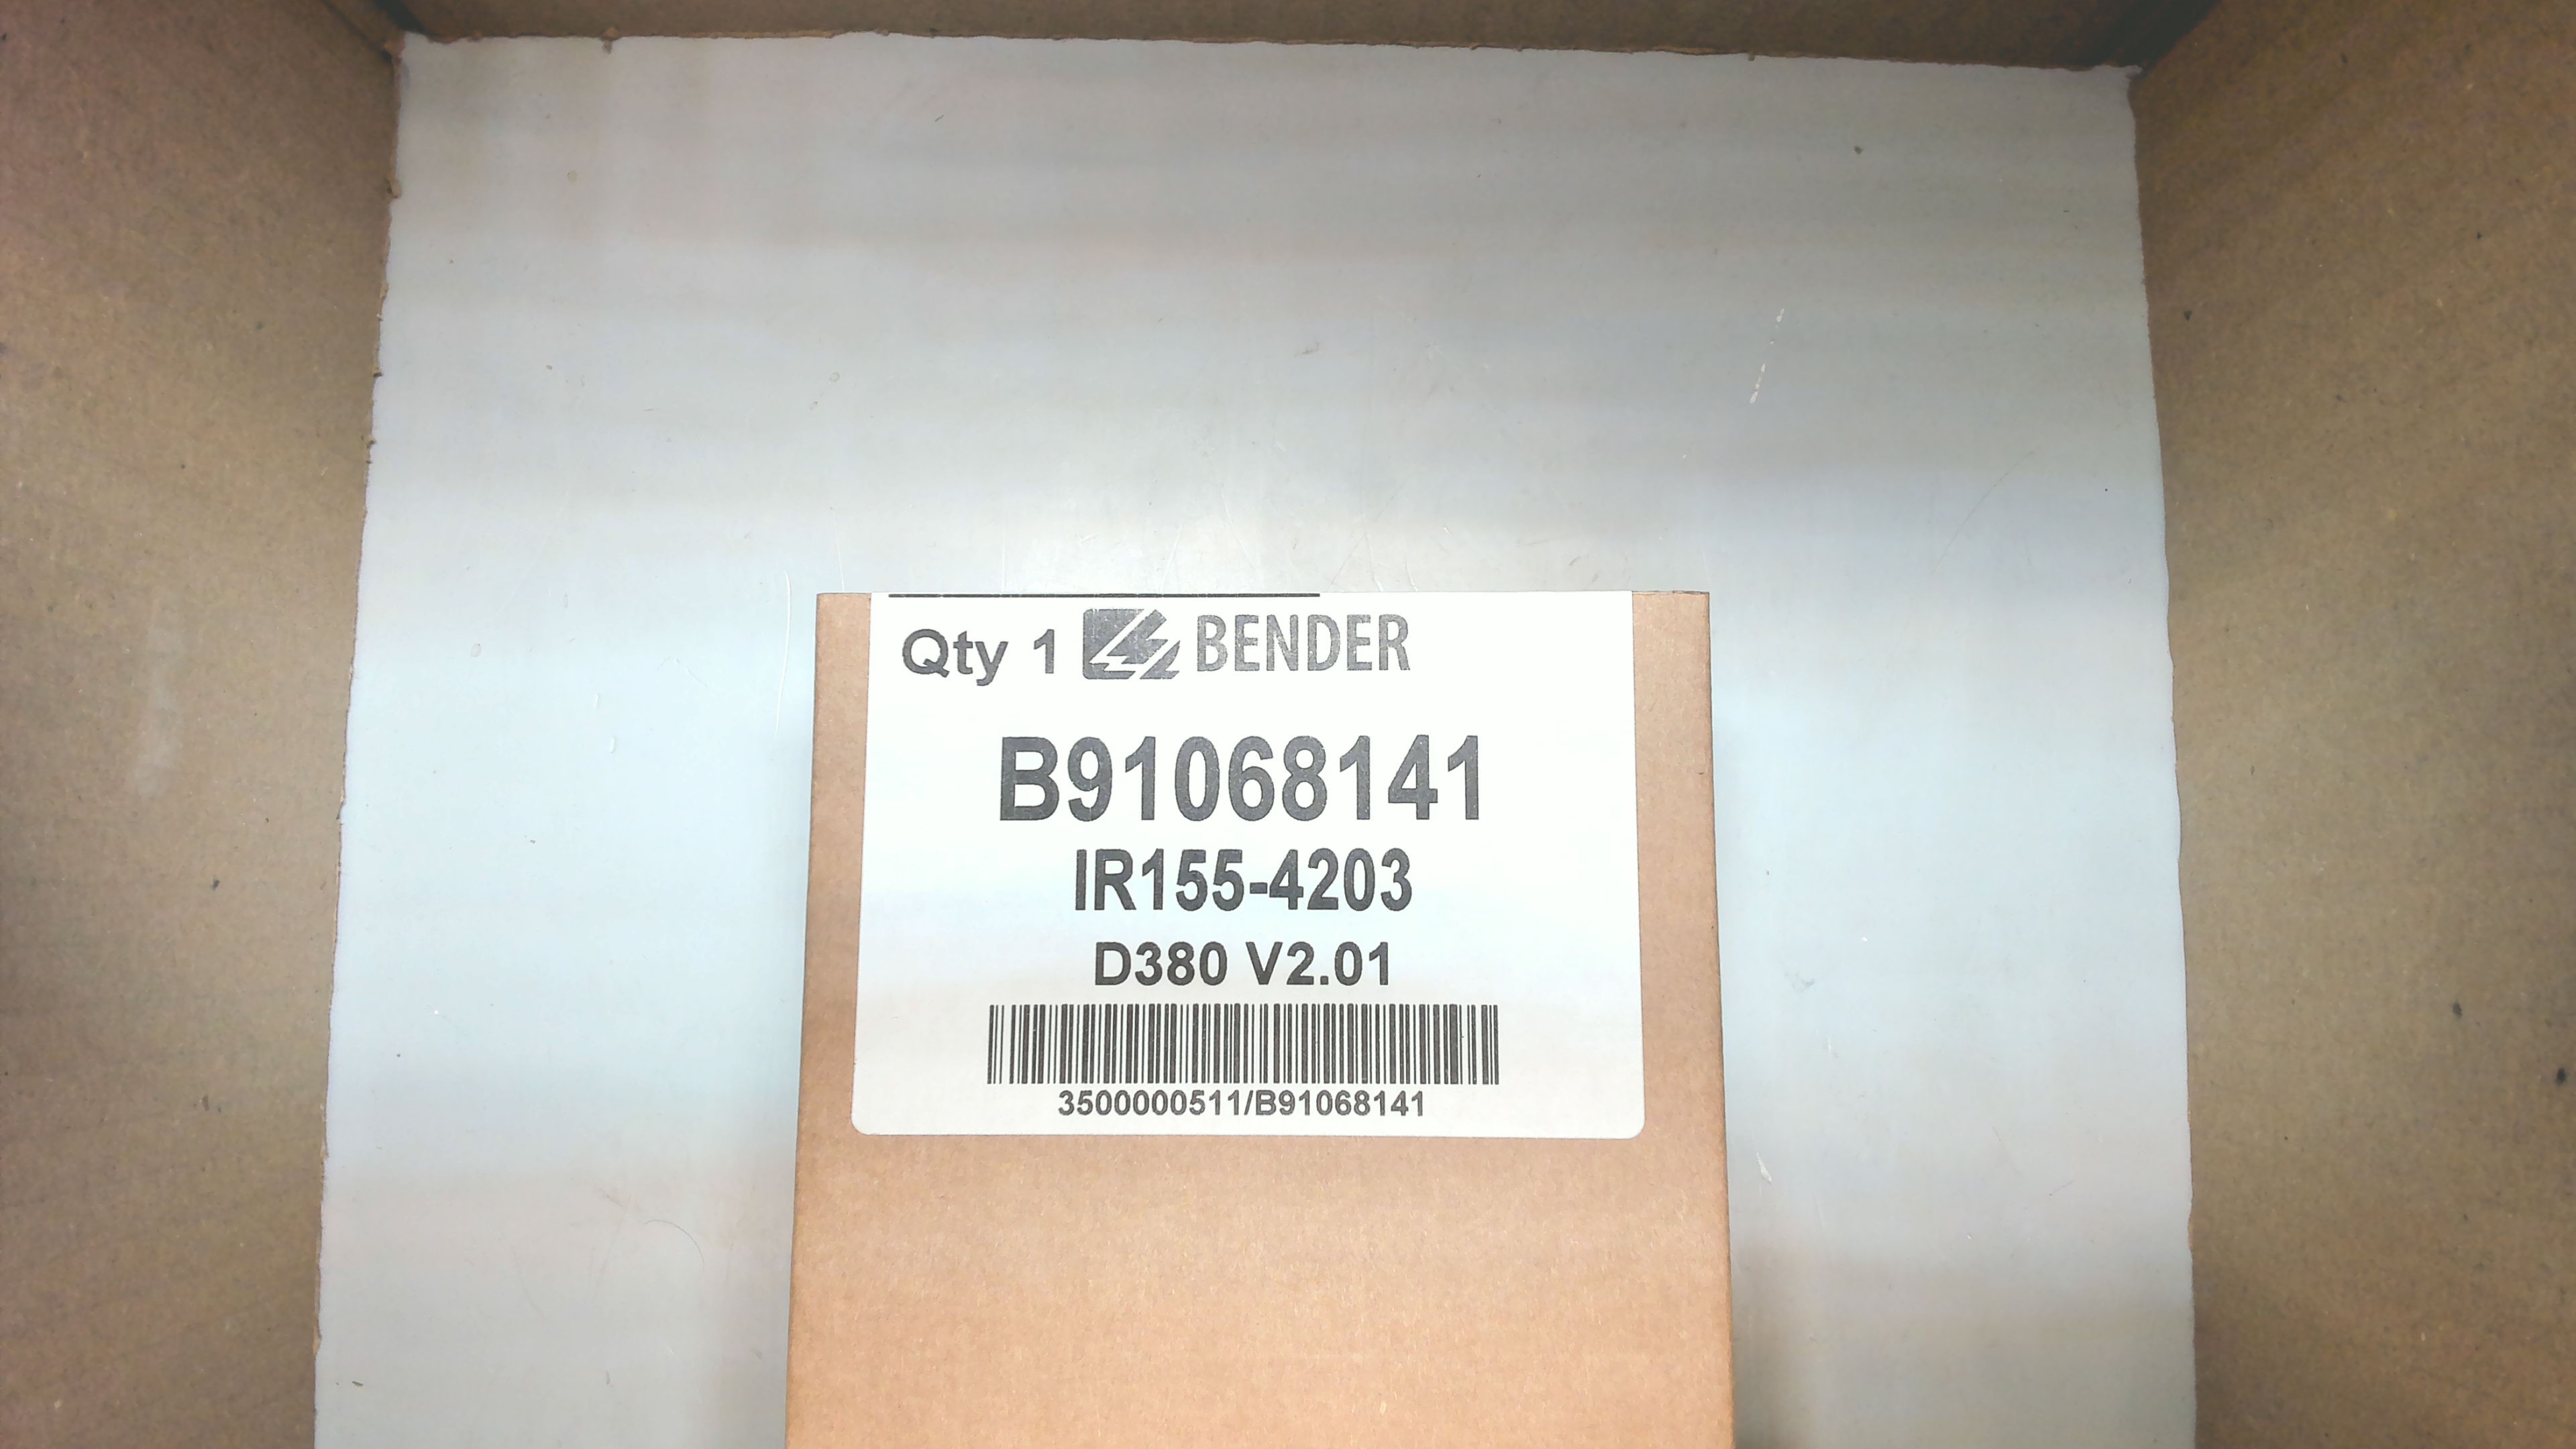 Qty 1 BENDER
B91068141
IR155-4203
D380 V2.01
3500000511/B91068141